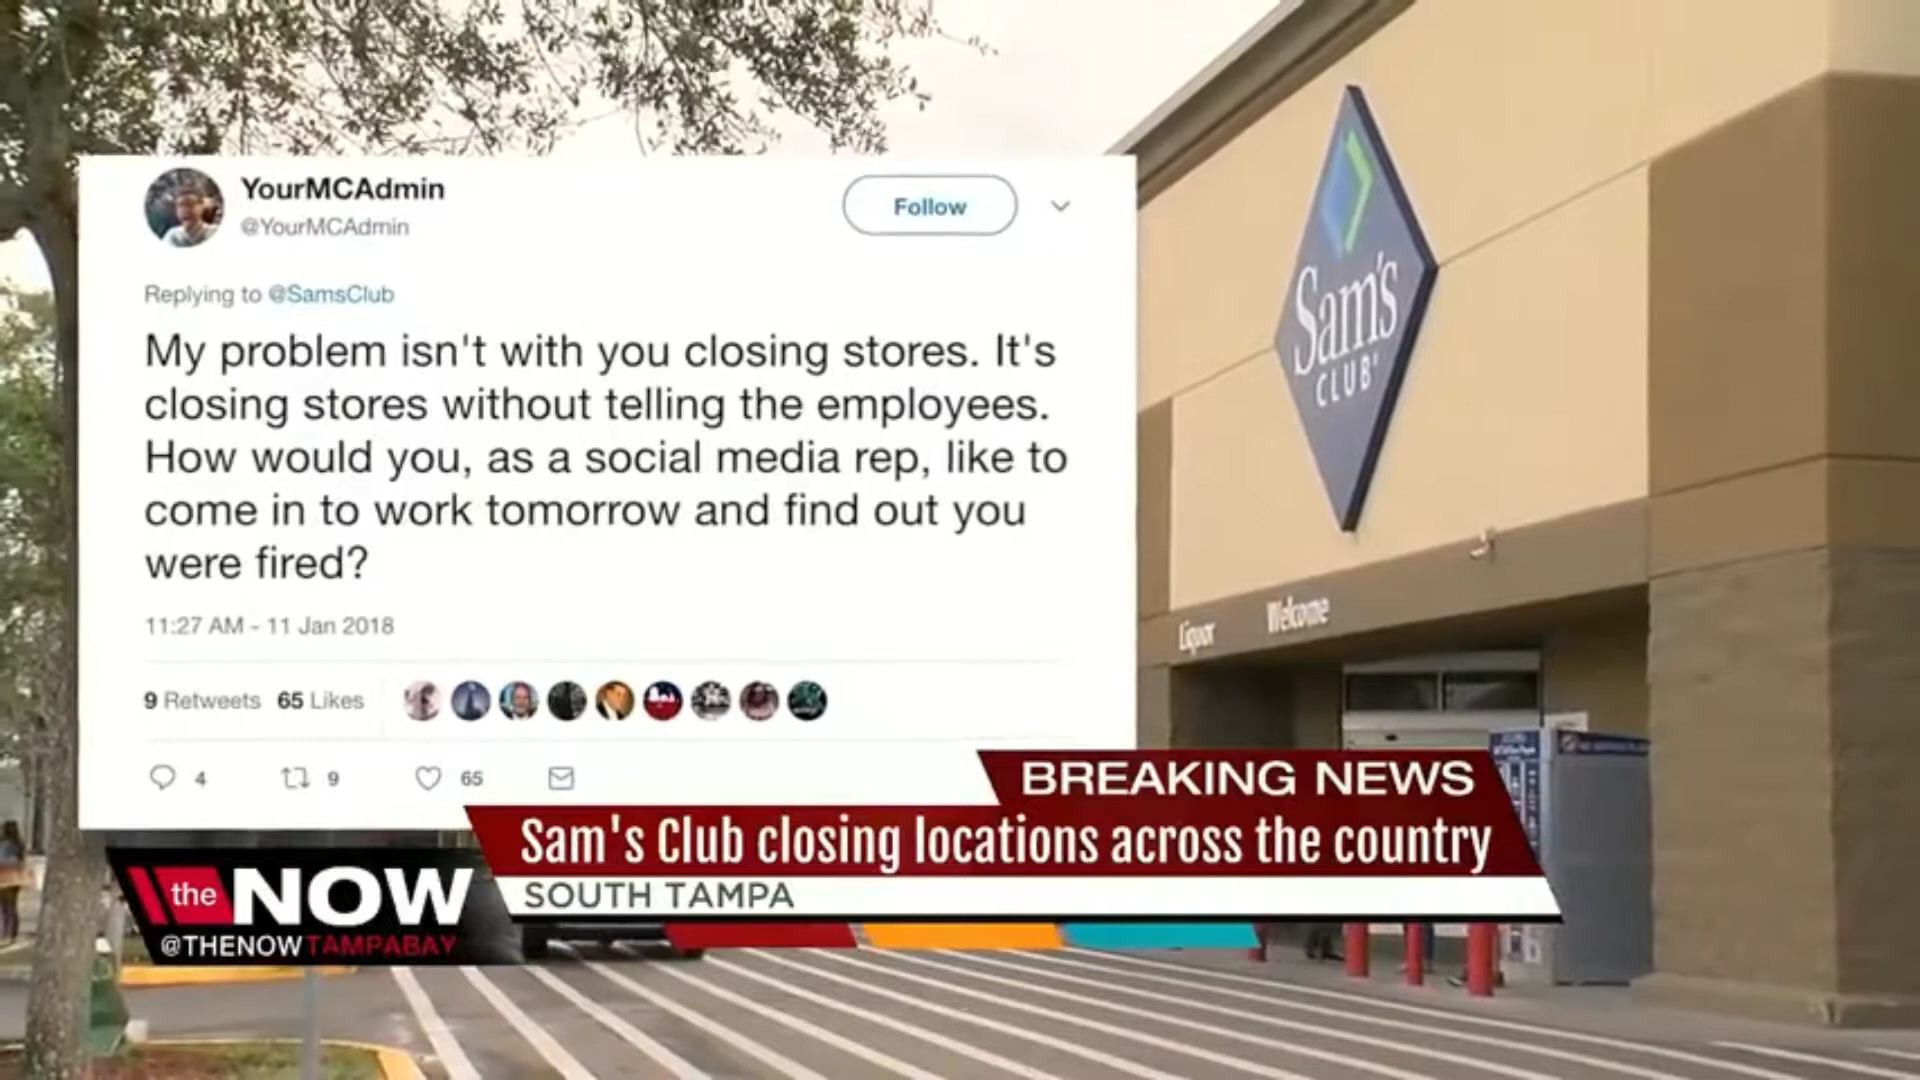 YourMCAdmin
@YourMCAdmin
Follow
Replying to @SamsClub
My problem isn't with you closing stores. It's
closing stores without telling the employees.
How would you, as a social media rep, like to
come in to work tomorrow and find out you
were fired?
11:27 AM - 11 Jan 2018
9 Retweets 65 Likes
4 9 65
Sam's
CLUB
Liquor
Welcome
BREAKING NEWS
Sam's Club closing locations across the country
SOUTH TAMPA
the NOW
@THENOWTAMPABAY